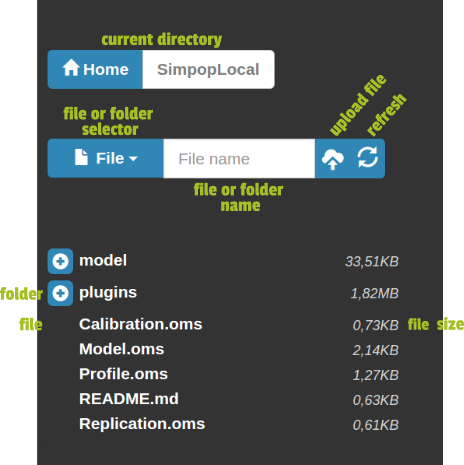 current directory
Home SimpopLocal
file or folder
selector
upload file
refresh
File File name
file or folder
name
model 33,51KB
folder plugins 1,82MB
file Calibration.oms 0,73KB file size
Model.oms 2,14KB
Profile.oms 1,27KB
README.md 0,63KB
Replication.oms 0,61KB